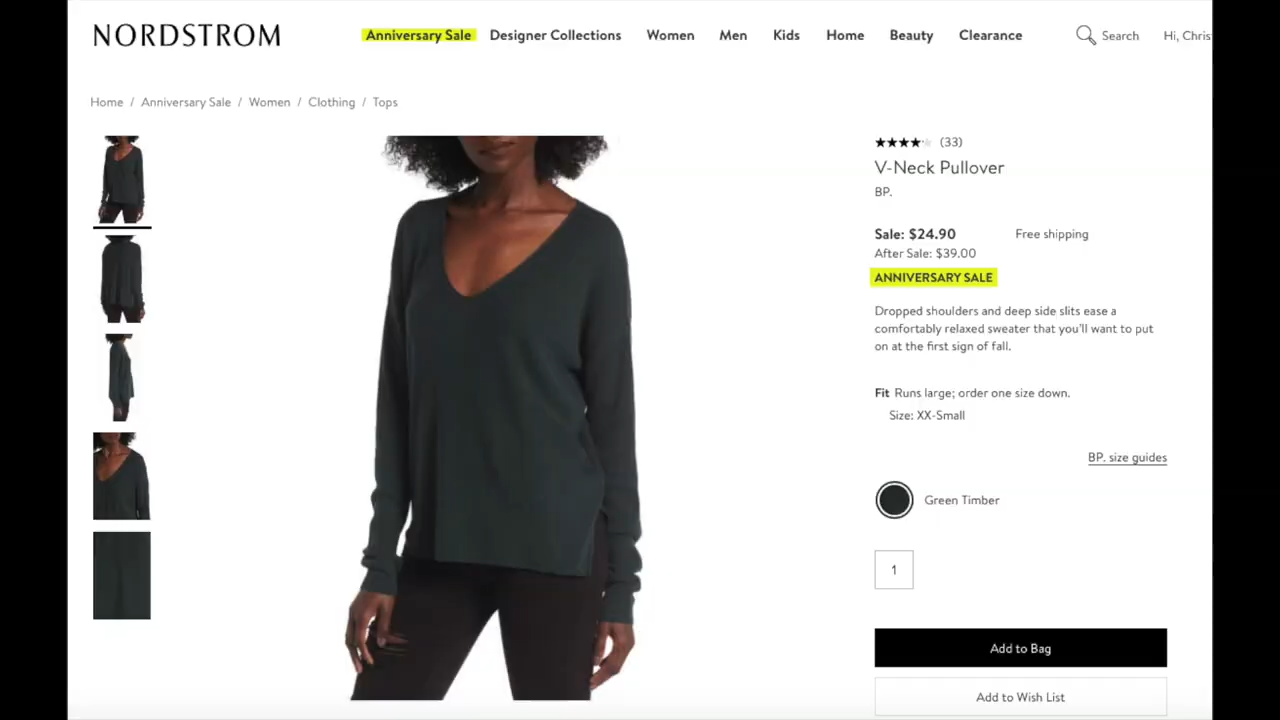 NORDSTROM
Anniversary Sale Designer Collections Women Men Kids Home Beauty Clearance Search Hi, Chris
Home / Anniversary Sale / Women / Clothing / Tops
(33)
V-Neck Pullover
BP.
Sale: $24.90 Free shipping
After Sale: $39.00
ANNIVERSARY SALE
Dropped shoulders and deep side slits ease a
comfortably relaxed sweater that you'll want to put
on at the first sign of fall.
Fit Runs large; order one size down.
Size: XX-Small
BP. size guides
Green Timber
1
Add to Bag
Add to Wish List